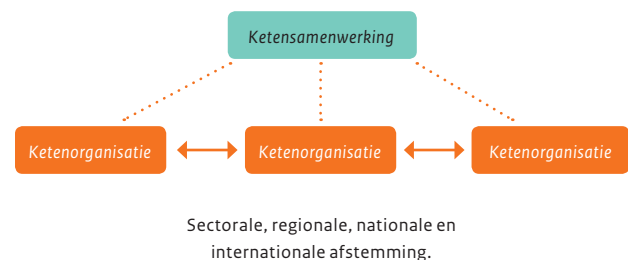 Ketensamenwerking
Ketenorganisatie
Ketenorganisatie
Ketenorganisatie
Sectorale, regionale, nationale en
internationale afstemming.